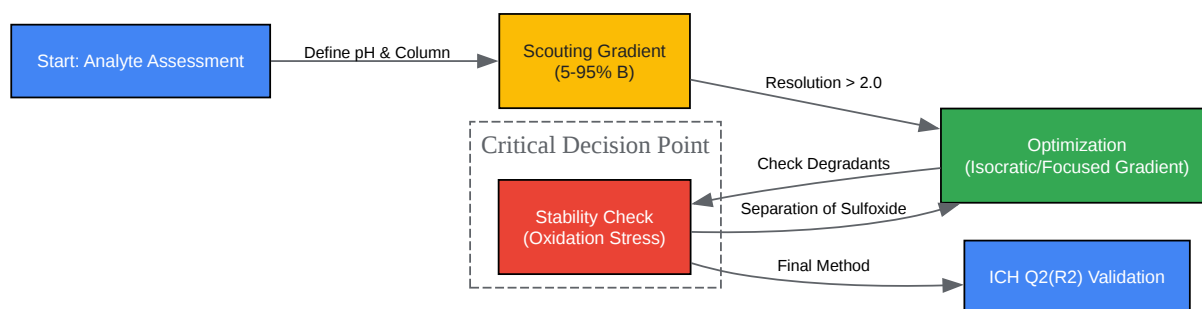 Start: Analyte Assessment
Define pH & Column
Scouting Gradient
(5-95% B)
Resolution > 2.0
Optimization
(Isocratic/Focused Gradient)
Critical Decision Point
Check Degradants
Stability Check
(Oxidation Stress)
Separation of Sulfoxide
Final Method
ICH Q2(R2) Validation